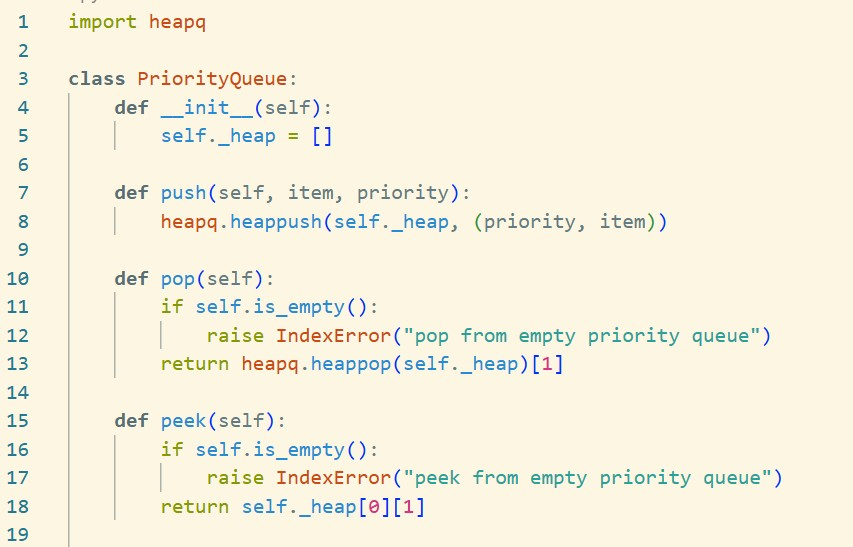 1 import heapq
2
3 class PriorityQueue:
4     def __init__(self):
5         self._heap = []
6
7     def push(self, item, priority):
8         heapq.heappush(self._heap, (priority, item))
9
10     def pop(self):
11         if self.is_empty():
12             raise IndexError("pop from empty priority queue")
13         return heapq.heappop(self._heap)[1]
14
15     def peek(self):
16         if self.is_empty():
17             raise IndexError("peek from empty priority queue")
18         return self._heap[0][1]
19